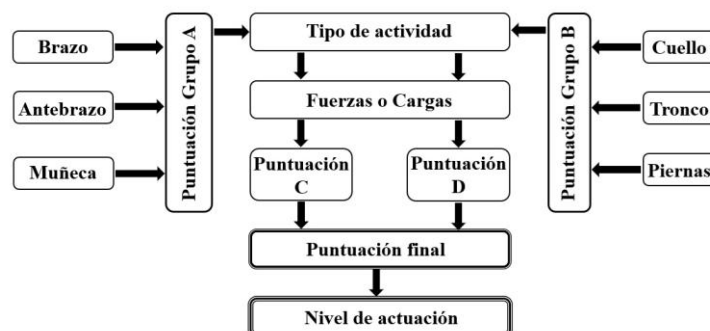 Brazo
Antebrazo
Muñeca
Puntuación Grupo A
Tipo de actividad
Fuerzas o Cargas
Puntuación
C
Puntuación
D
Puntuación final
Nivel de actuación
Puntuación Grupo B
Cuello
Tronco
Piernas